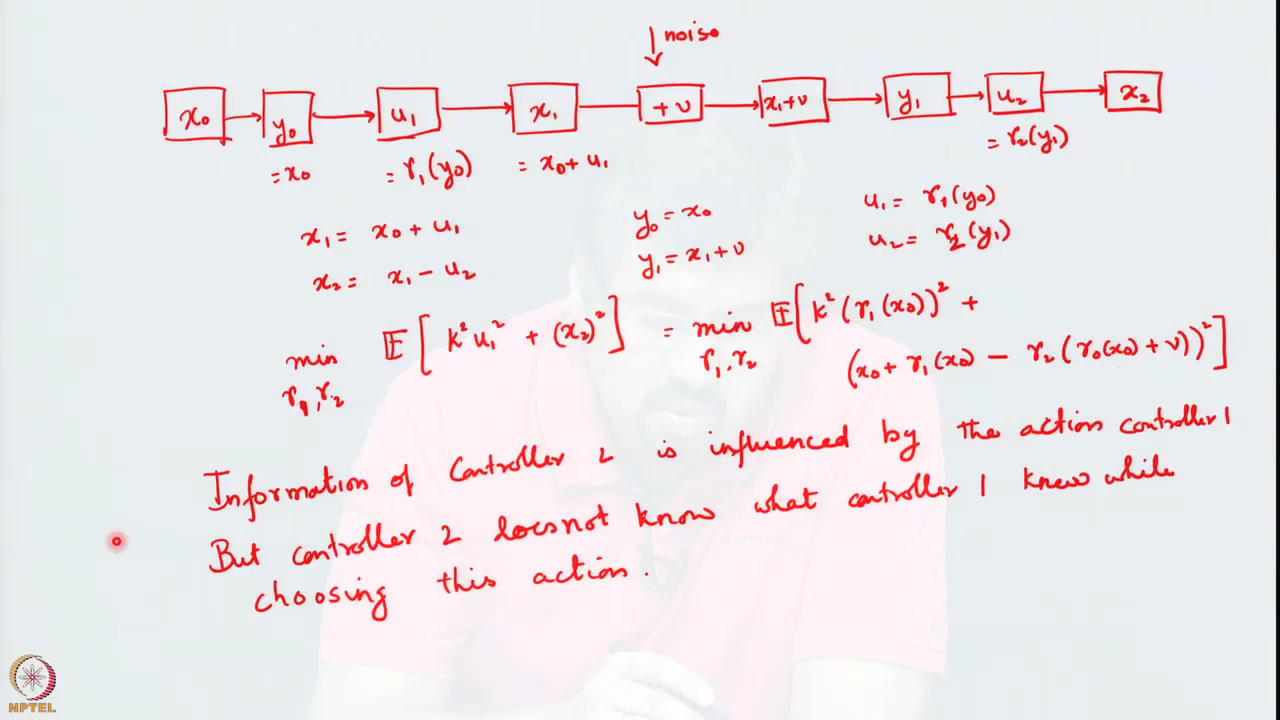 ↓ noise
x₀ → y₀ → u₁ → x₁ → +v → x₁+v → y₁ → u₂ → x₂
= x₀ = γ₁(y₀) = x₀ + u₁ = γ₂(y₁)
x₁ = x₀ + u₁ y₀ = x₀ u₁ = γ₁(y₀)
x₂ = x₁ - u₂ y₁ = x₁ + v u₂ = γ₂(y₁)
min 𝔼[k²u₁² + (x₂)²] = min 𝔼[k²(γ₁(x₀))² +
γ₁, γ₂ γ₁, γ₂ (x₀ + γ₁(x₀) - γ₂(γ₀(x₀) + v))²]
Information of Controller 2 is influenced by the action controller 1
But controller 2 does not know what controller 1 knew while
choosing this action.
NPTEL